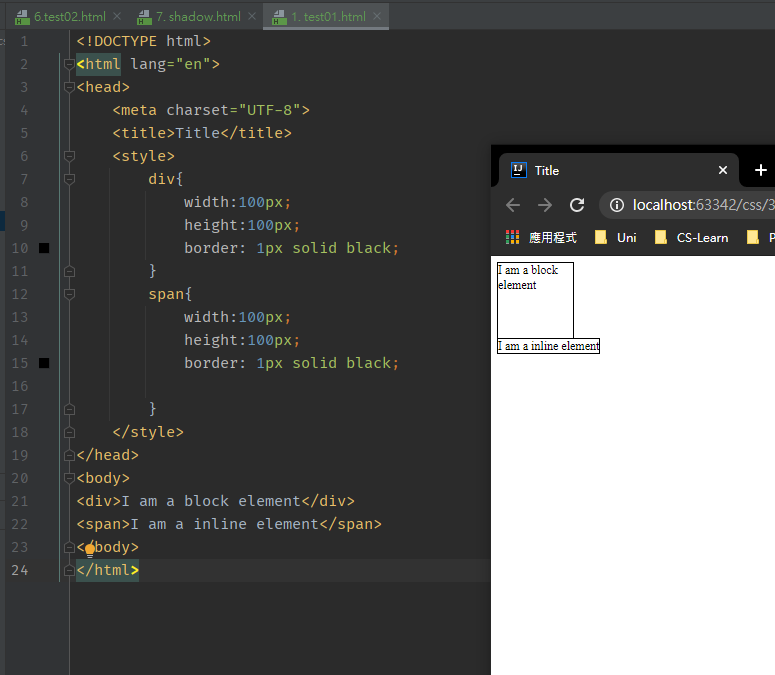 6.test02.html
7. shadow.html
1. test01.html
1 <!DOCTYPE html>
2 <html lang="en">
3 <head>
4 <meta charset="UTF-8">
5 <title>Title</title>
6 <style>
7 div{
8 width:100px;
9 height:100px;
10 border: 1px solid black;
11 }
12 span{
13 width:100px;
14 height:100px;
15 border: 1px solid black;
16
17 }
18 </style>
19 </head>
20 <body>
21 <div>I am a block element</div>
22 <span>I am a inline element</span>
23 </body>
24 </html>
Title
localhost:63342/css/3
應用程式 Uni CS-Learn P
I am a block
element
I am a inline element